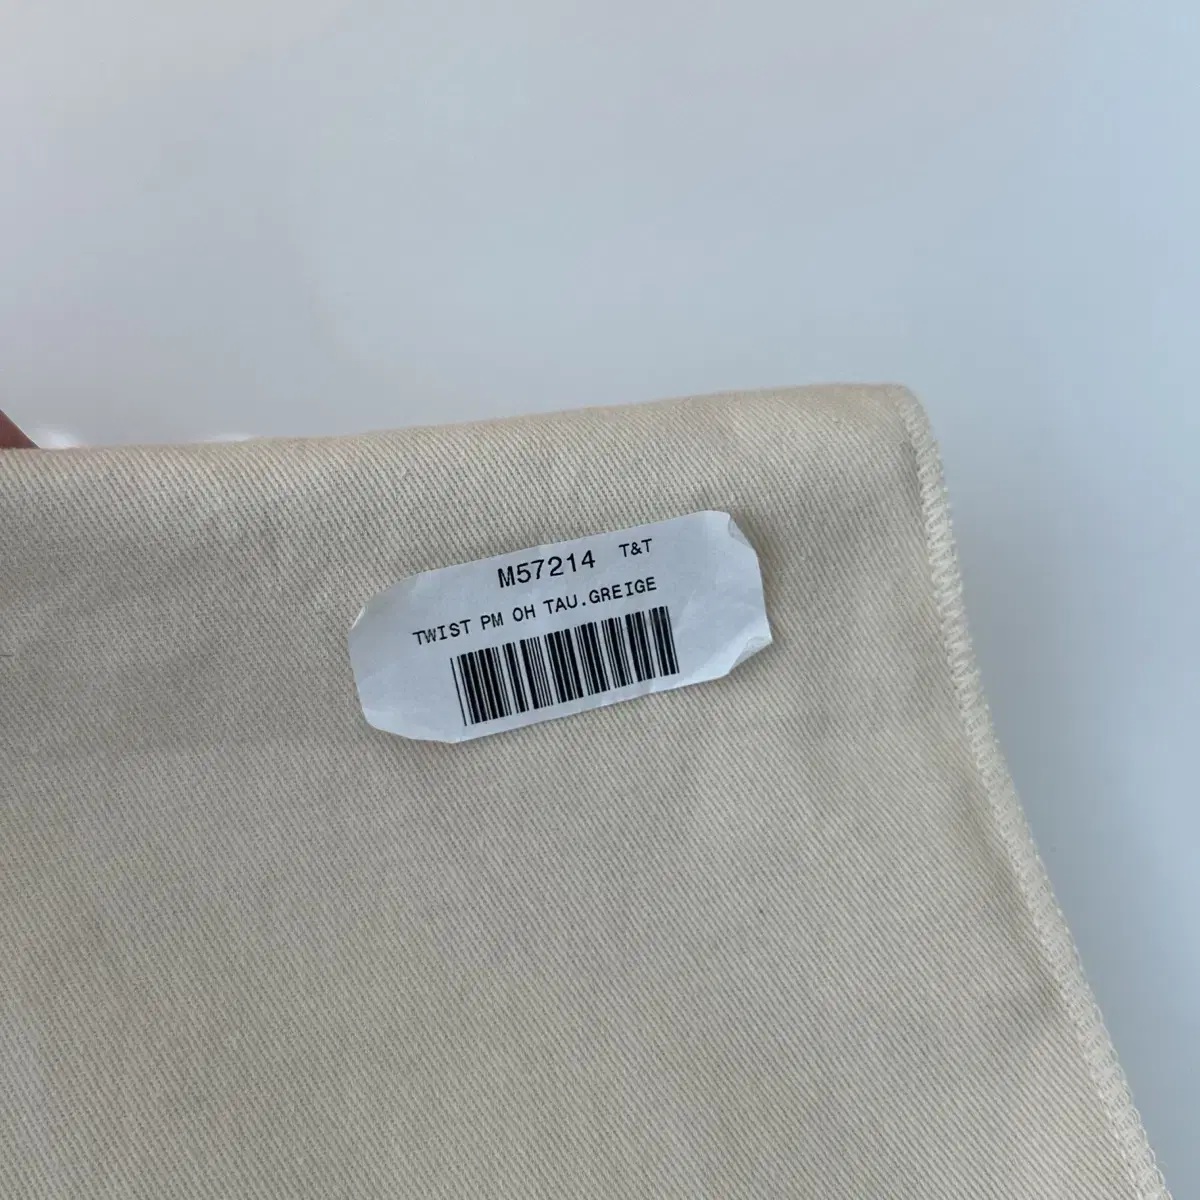 M57214 T&T
TWIST PM OH TAU.GREIGE